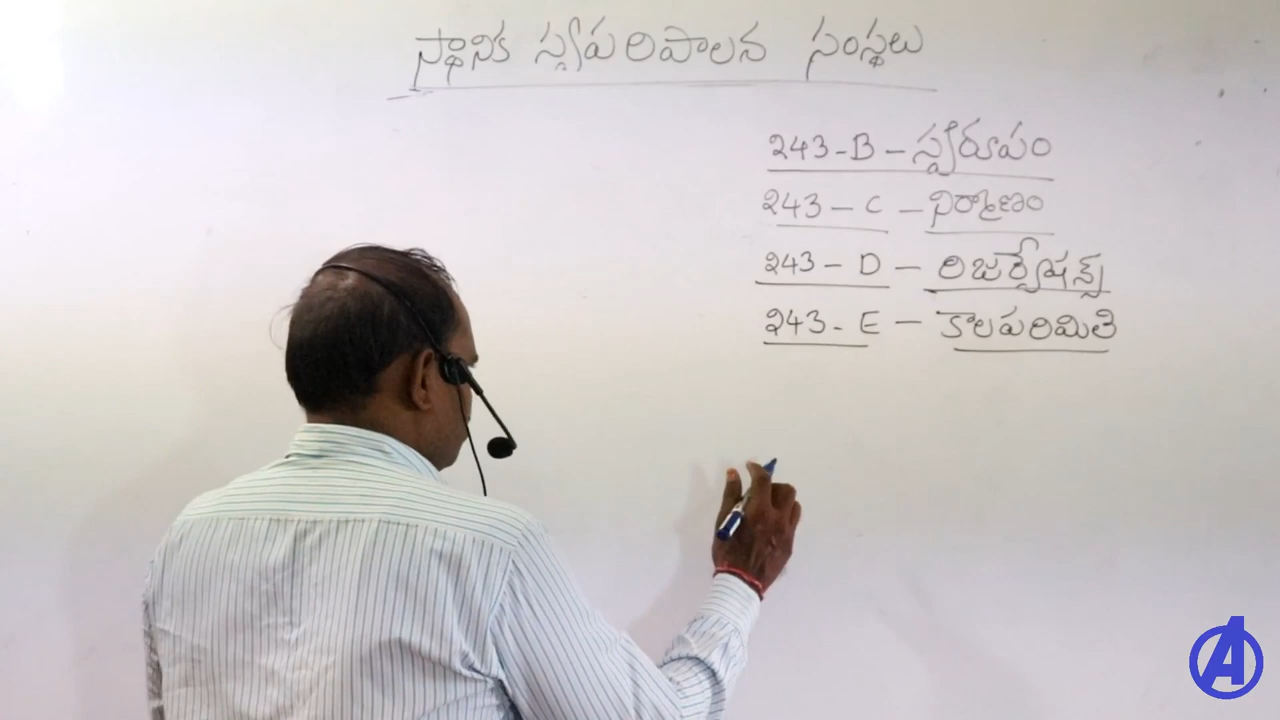 స్థానిక స్వపరిపాలన సంస్థలు
243-B – స్వరూపం
243 – C – నిర్మాణం
243 – D – రిజర్వేషన్స్
243 - E – కాలపరిమితి